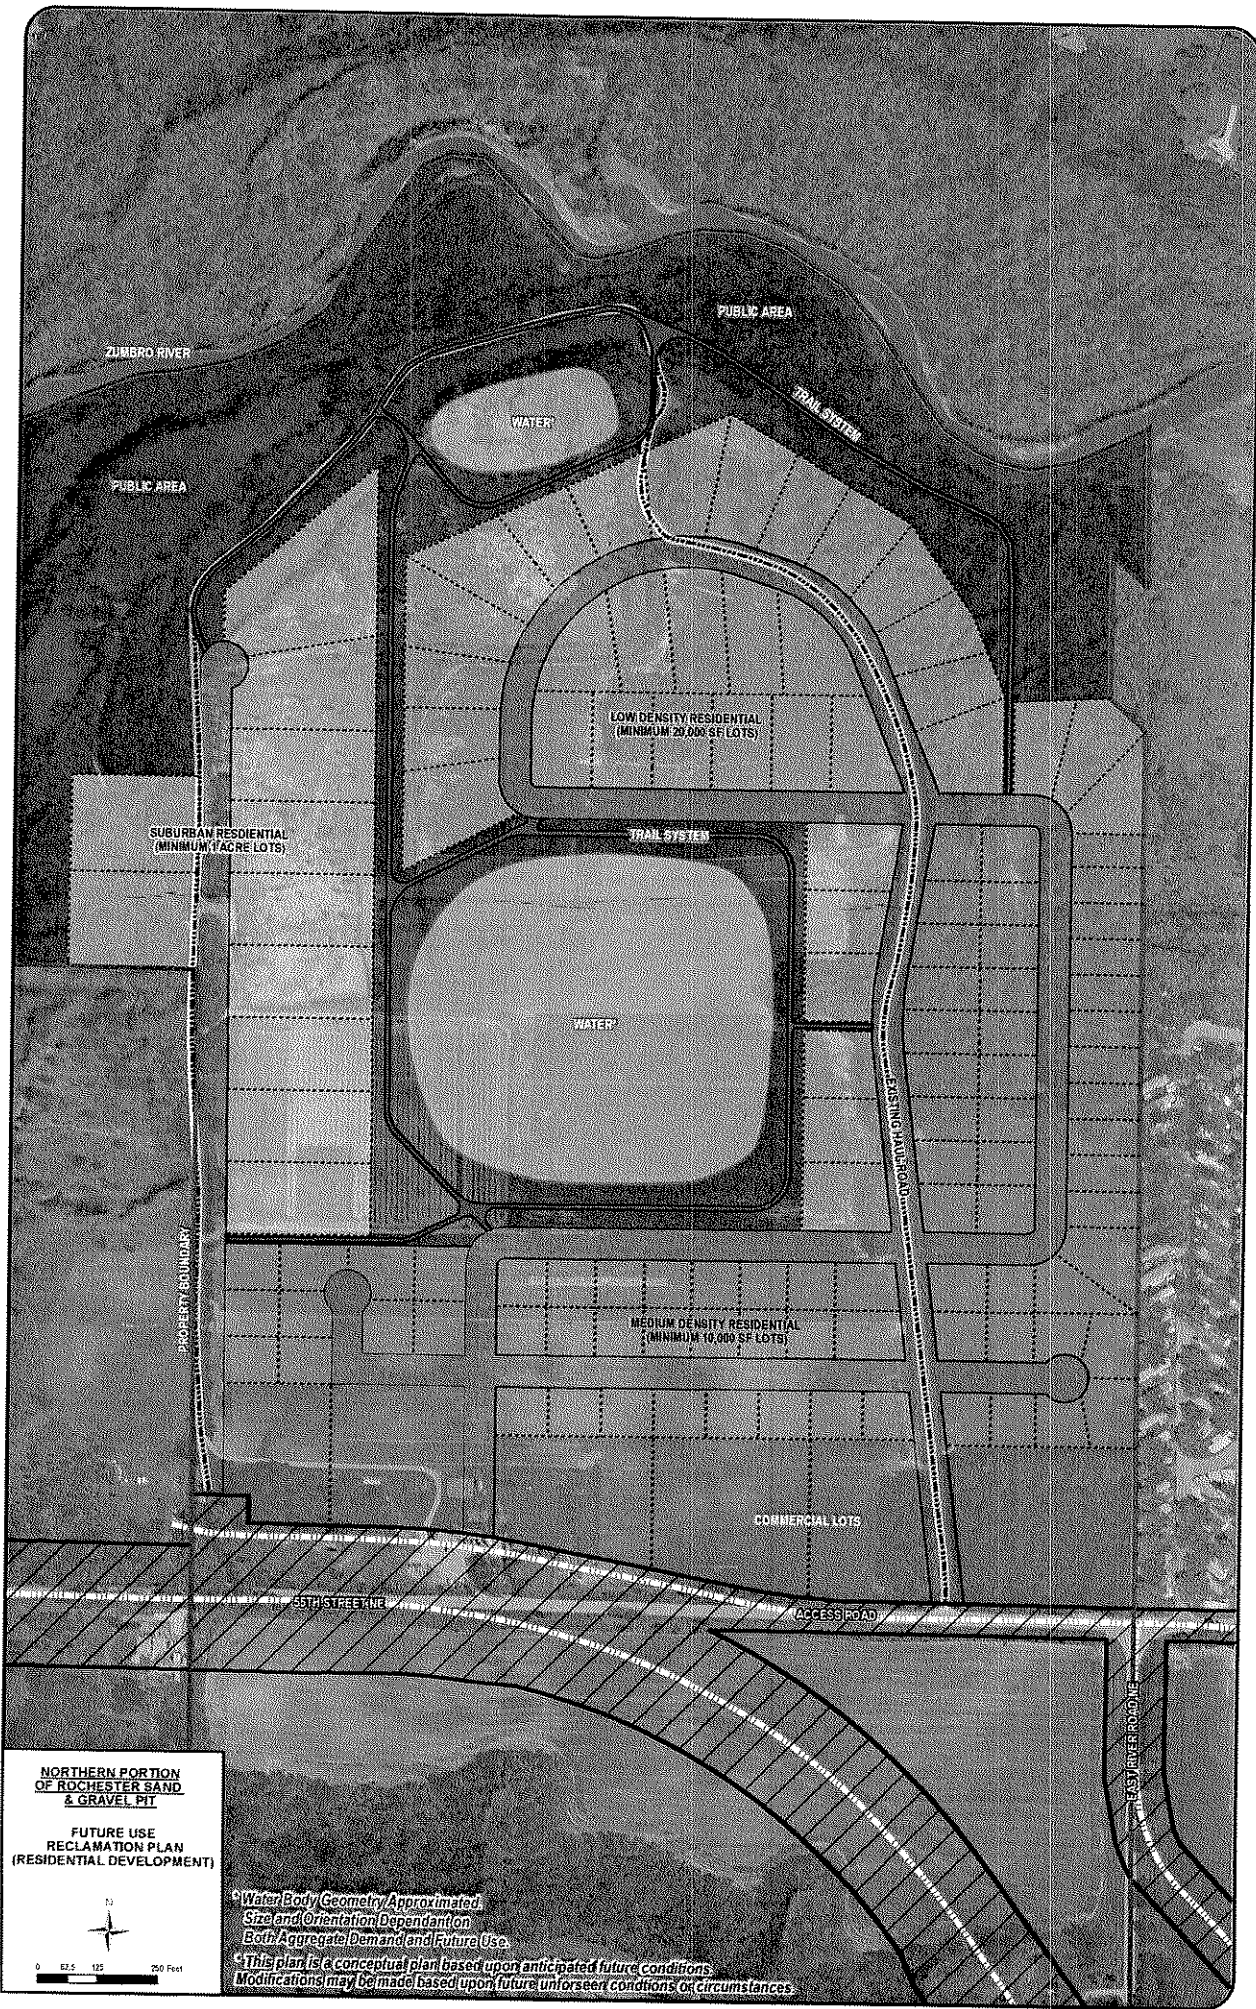 PUBLIC AREA
ZUMBRO RIVER
TRAIL SYSTEM
WATER*
PUBLIC AREA
LOW DENSITY RESIDENTIAL
(MINIMUM 20,000 SF LOTS)
SUBURBAN RESDIENTIAL
(MINIMUM 1 ACRE LOTS)
TRAIL SYSTEM
WATER*
EXISTING HAUL ROAD
PROPERTY BOUNDARY
MEDIUM DENSITY RESIDENTIAL
(MINIMUM 10,000 SF LOTS)
COMMERCIAL LOTS
55TH STREET NE
ACCESS ROAD
EAST RIVER ROAD NE
NORTHERN PORTION
OF ROCHESTER SAND
& GRAVEL PIT
FUTURE USE
RECLAMATION PLAN
(RESIDENTIAL DEVELOPMENT)
N
0 62.5 125 250 Feet
* Water Body Geometry Approximated.
Size and Orientation Dependant on
Both Aggregate Demand and Future Use.
* This plan is a conceptual plan based upon anticipated future conditions.
Modifications may be made based upon future unforseen conditions or circumstances.